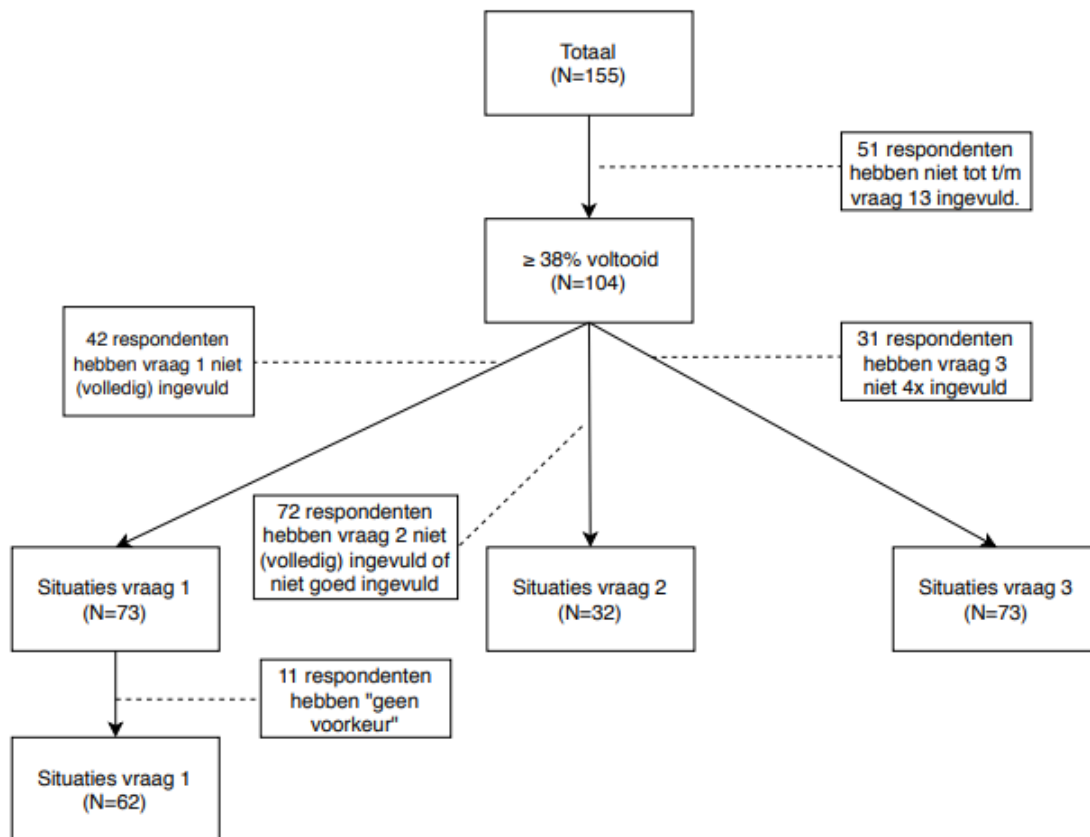 Totaal
(N=155)
51 respondenten
hebben niet tot t/m
vraag 13 ingevuld.
≥ 38% voltooid
(N=104)
42 respondenten
hebben vraag 1 niet
(volledig) ingevuld
31 respondenten
hebben vraag 3
niet 4x ingevuld
72 respondenten
hebben vraag 2 niet
(volledig) ingevuld of
niet goed ingevuld
Situaties vraag 1
(N=73)
Situaties vraag 2
(N=32)
Situaties vraag 3
(N=73)
11 respondenten
hebben "geen
voorkeur"
Situaties vraag 1
(N=62)